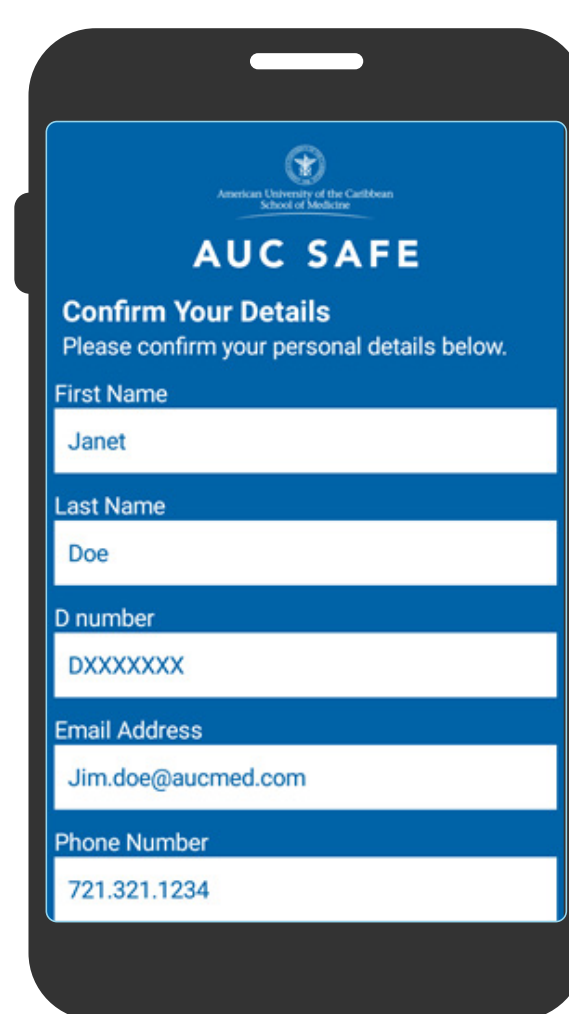 American University of the Caribbean
School of Medicine
AUC SAFE
Confirm Your Details
Please confirm your personal details below.
First Name
Janet
Last Name
Doe
D number
DXXXXXXX
Email Address
Jim.doe@aucmed.com
Phone Number
721.321.1234